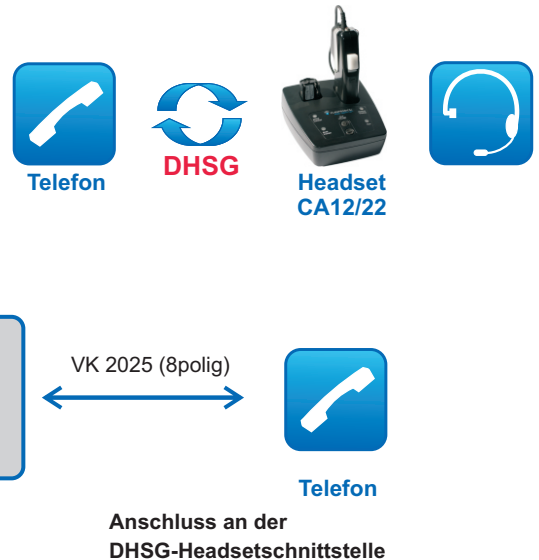 Telefon
DHSG
Headset
CA12/22
VK 2025 (8polig)
Telefon
Anschluss an der
DHSG-Headsetschnittstelle